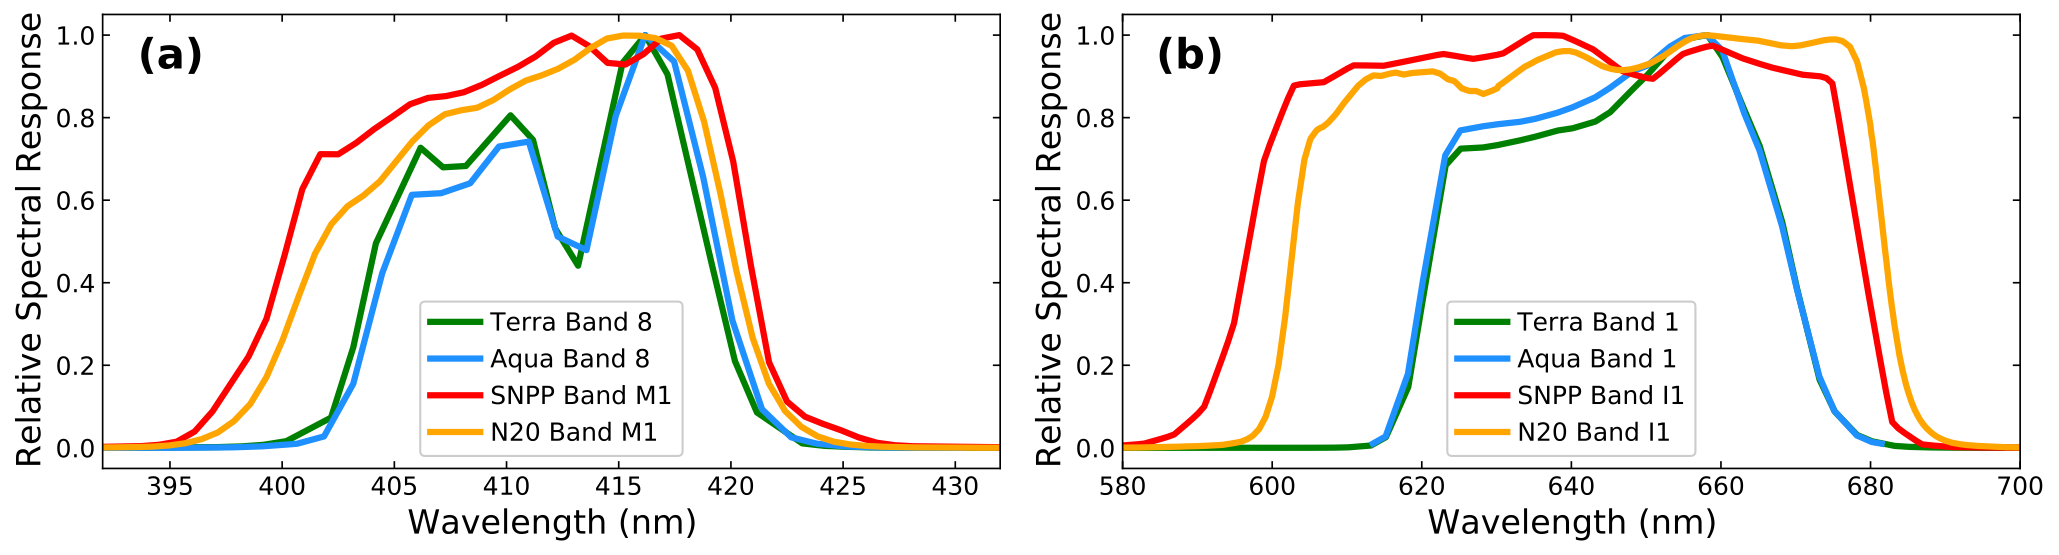 (a)
Relative Spectral Response
1.0
0.8
0.6
0.4
0.2
0.0
Terra Band 8
Aqua Band 8
SNPP Band M1
N20 Band M1
395 400 405 410 415 420 425 430
Wavelength (nm)
(b)
Relative Spectral Response
1.0
0.8
0.6
0.4
0.2
0.0
Terra Band 1
Aqua Band 1
SNPP Band I1
N20 Band I1
580 600 620 640 660 680 700
Wavelength (nm)